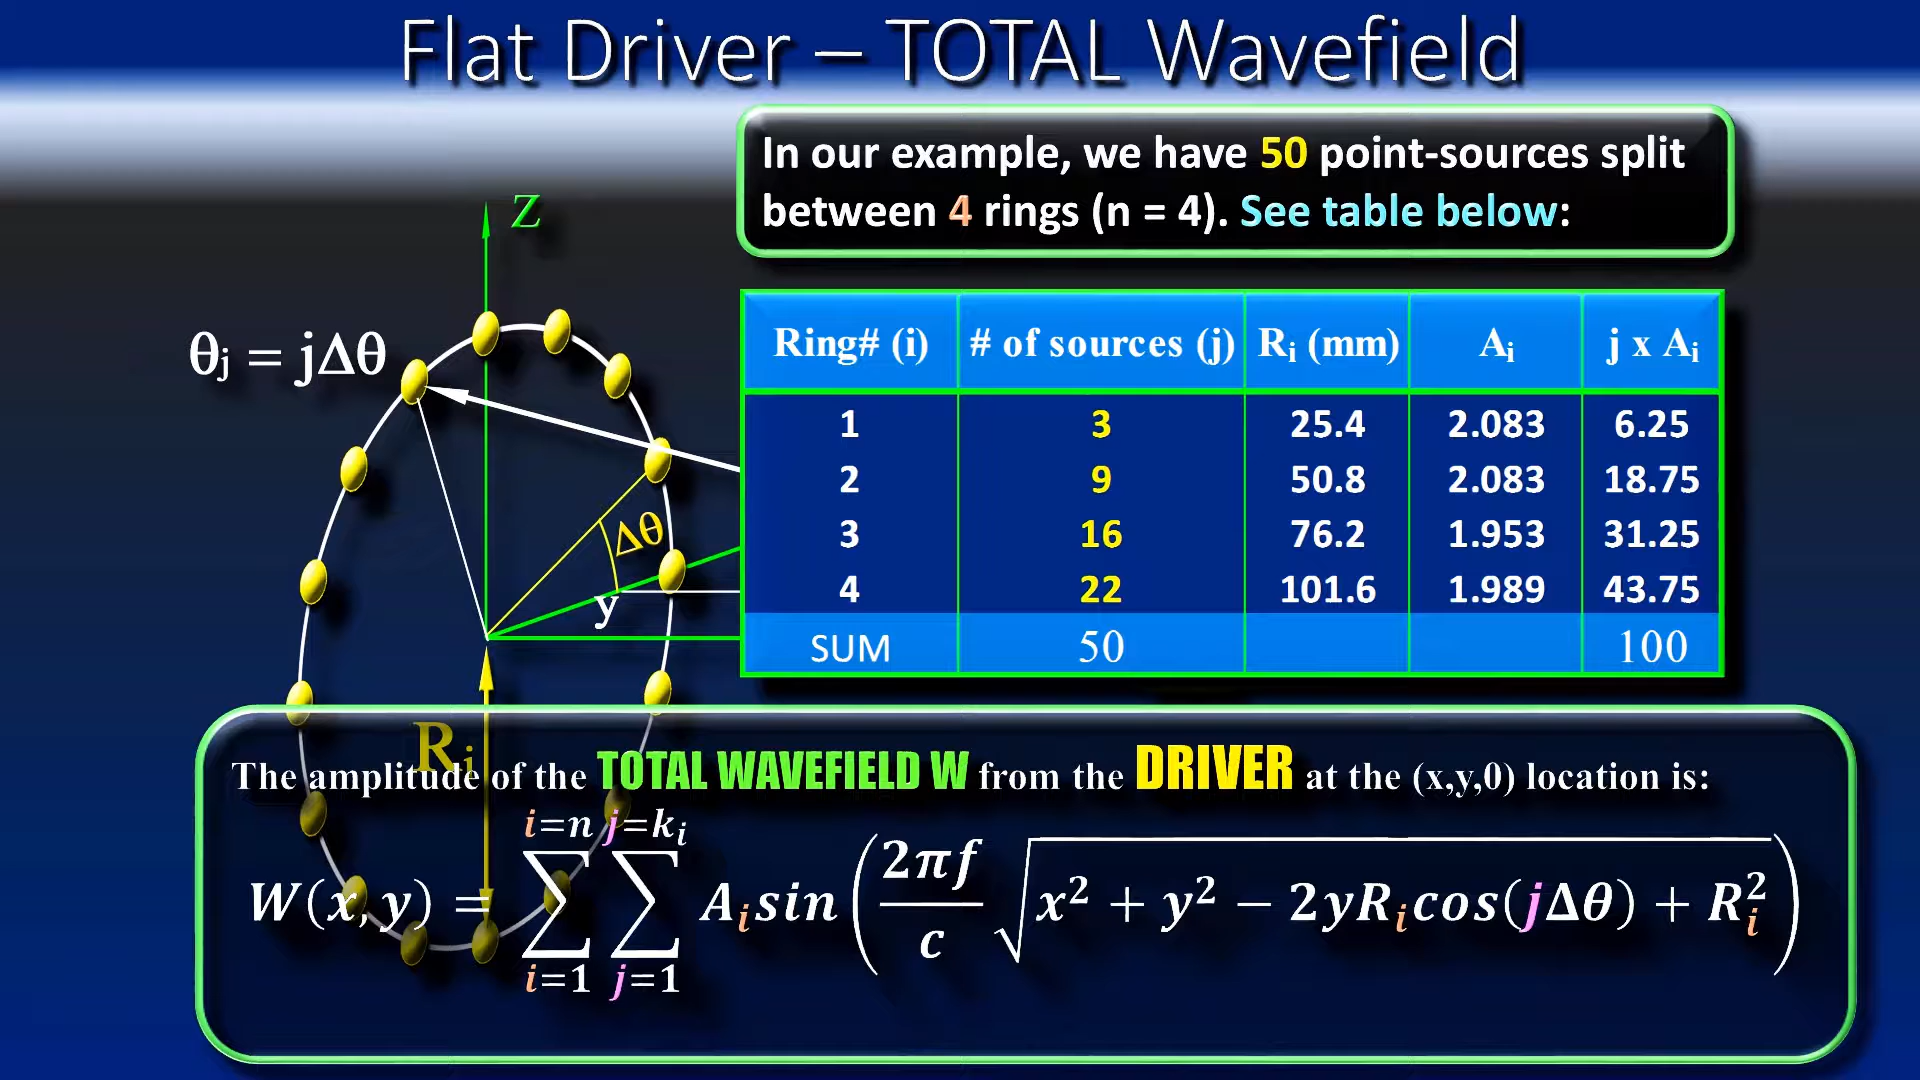 Flat Driver – TOTAL Wavefield
In our example, we have 50 point-sources split
between 4 rings (n = 4). See table below:
Z
θj = jΔθ
Δθ
y
Ri
Ring# (i) # of sources (j) Ri (mm) Ai j x Ai
1 3 25.4 2.083 6.25
2 9 50.8 2.083 18.75
3 16 76.2 1.953 31.25
4 22 101.6 1.989 43.75
SUM 50 100
The amplitude of the TOTAL WAVEFIELD W from the DRIVER at the (x,y,0) location is:
W(x,y) = ∑_{i=1}^{i=n} ∑_{j=1}^{j=k_i} A_i sin( (2πf / c) √(x² + y² − 2yR_i cos(jΔθ) + R_i²) )